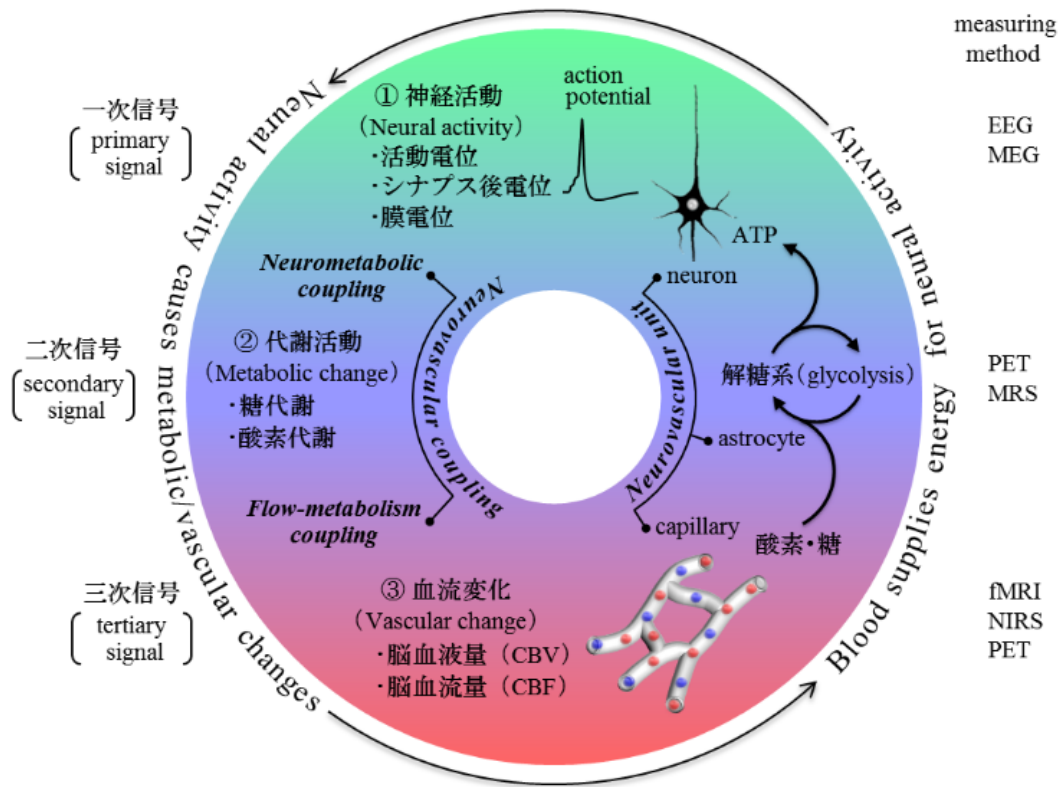 measuring
method
一次信号
primary
signal
EEG
MEG
① 神経活動
(Neural activity)
・活動電位
・シナプス後電位
・膜電位
action
potential
ATP
neuron
Neurometabolic
coupling
Neurovascular coupling
Neurovascular unit
二次信号
secondary
signal
② 代謝活動
(Metabolic change)
・糖代謝
・酸素代謝
解糖系(glycolysis)
astrocyte
PET
MRS
Flow-metabolism
coupling
capillary
酸素・糖
三次信号
tertiary
signal
③ 血流変化
(Vascular change)
・脳血液量(CBV)
・脳血流量(CBF)
fMRI
NIRS
PET
Neural activity causes metabolic/vascular changes
Blood supplies energy for neural activity